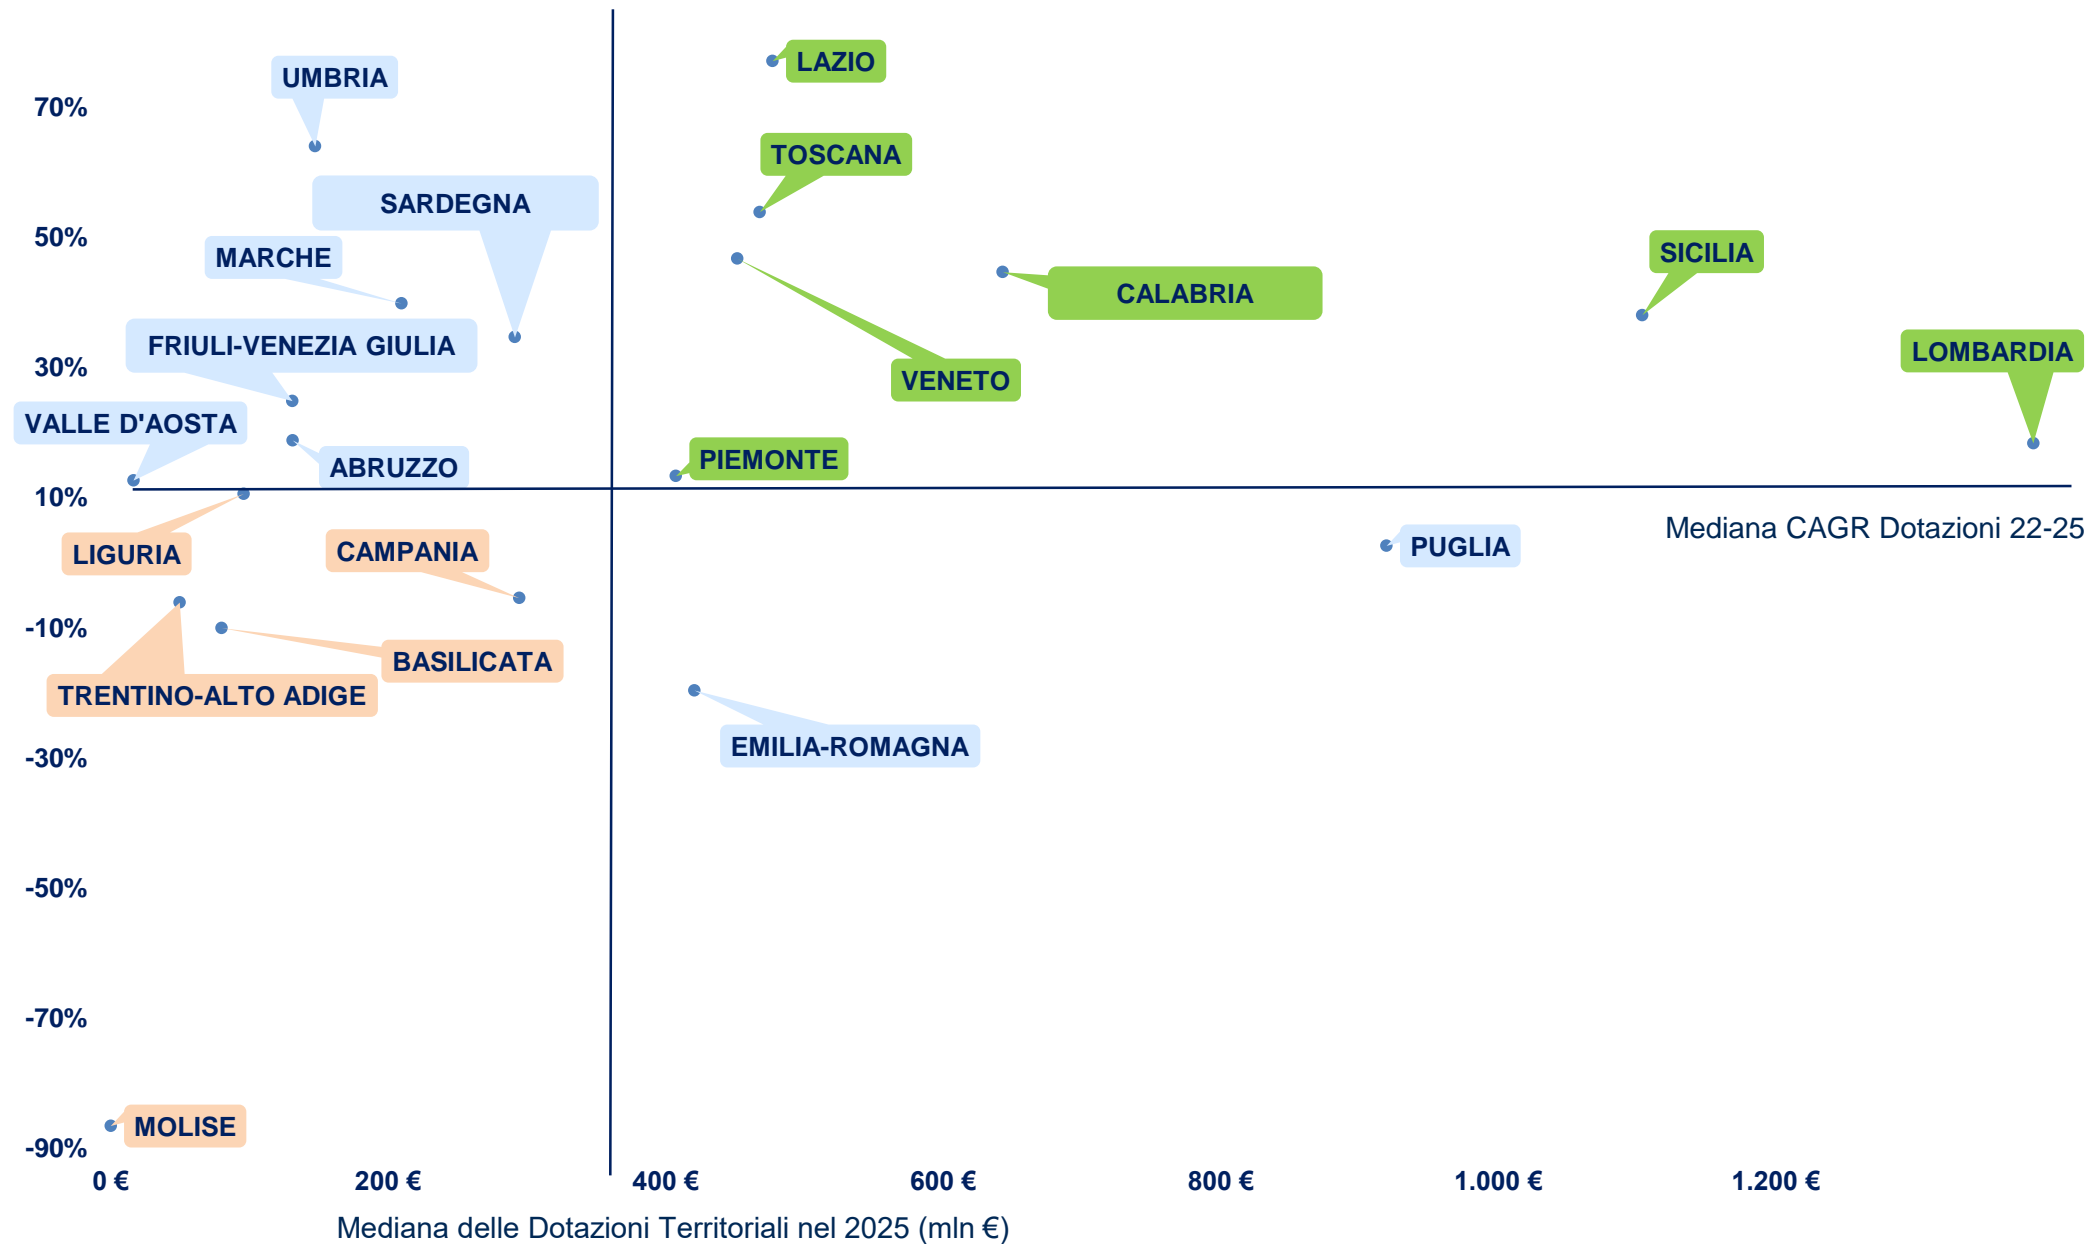 LAZIO
UMBRIA
70%
TOSCANA
SARDEGNA
50%
MARCHE
SICILIA
CALABRIA
FRIULI-VENEZIA GIULIA
LOMBARDIA
30%
VENETO
VALLE D'AOSTA
PIEMONTE
ABRUZZO
10%
Mediana CAGR Dotazioni 22-25
PUGLIA
CAMPANIA
LIGURIA
-10%
BASILICATA
TRENTINO-ALTO ADIGE
EMILIA-ROMAGNA
-30%
-50%
-70%
MOLISE
-90%
0 € 200 € 400 € 600 € 800 € 1.000 € 1.200 €
Mediana delle Dotazioni Territoriali nel 2025 (mln €)